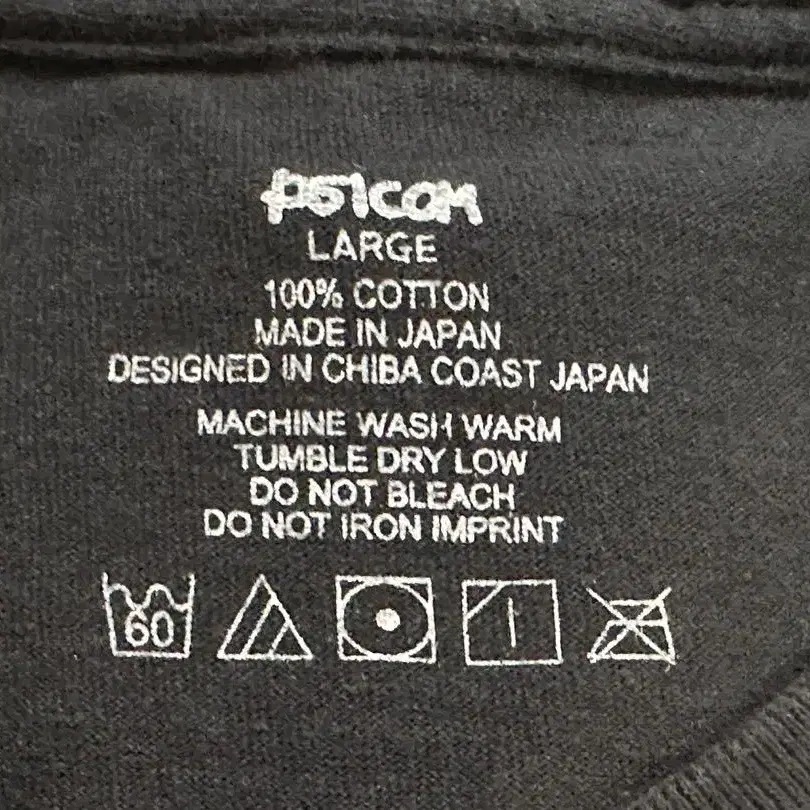 PSICOM
LARGE
100% COTTON
MADE IN JAPAN
DESIGNED IN CHIBA COAST JAPAN
MACHINE WASH WARM
TUMBLE DRY LOW
DO NOT BLEACH
DO NOT IRON IMPRINT
60